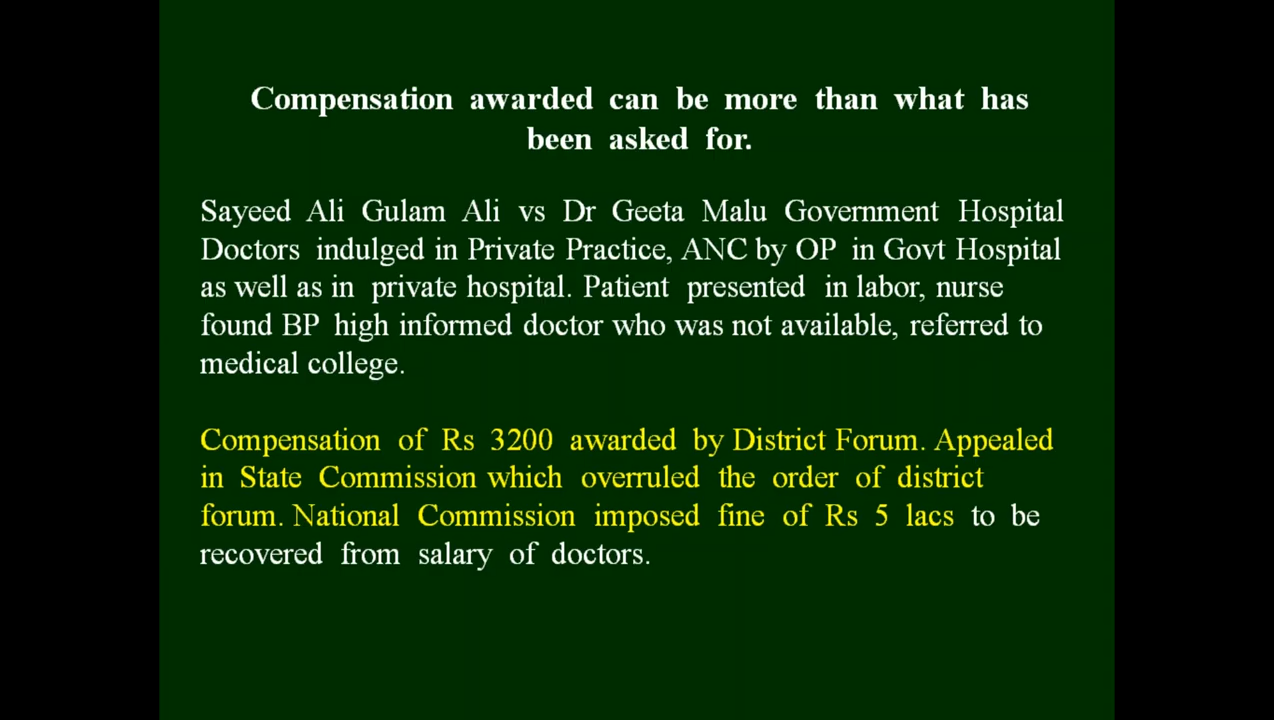 Compensation awarded can be more than what has
been asked for.
Sayeed Ali Gulam Ali vs Dr Geeta Malu Government Hospital
Doctors indulged in Private Practice, ANC by OP in Govt Hospital
as well as in private hospital. Patient presented in labor, nurse
found BP high informed doctor who was not available, referred to
medical college.
Compensation of Rs 3200 awarded by District Forum. Appealed
in State Commission which overruled the order of district
forum. National Commission imposed fine of Rs 5 lacs to be
recovered from salary of doctors.